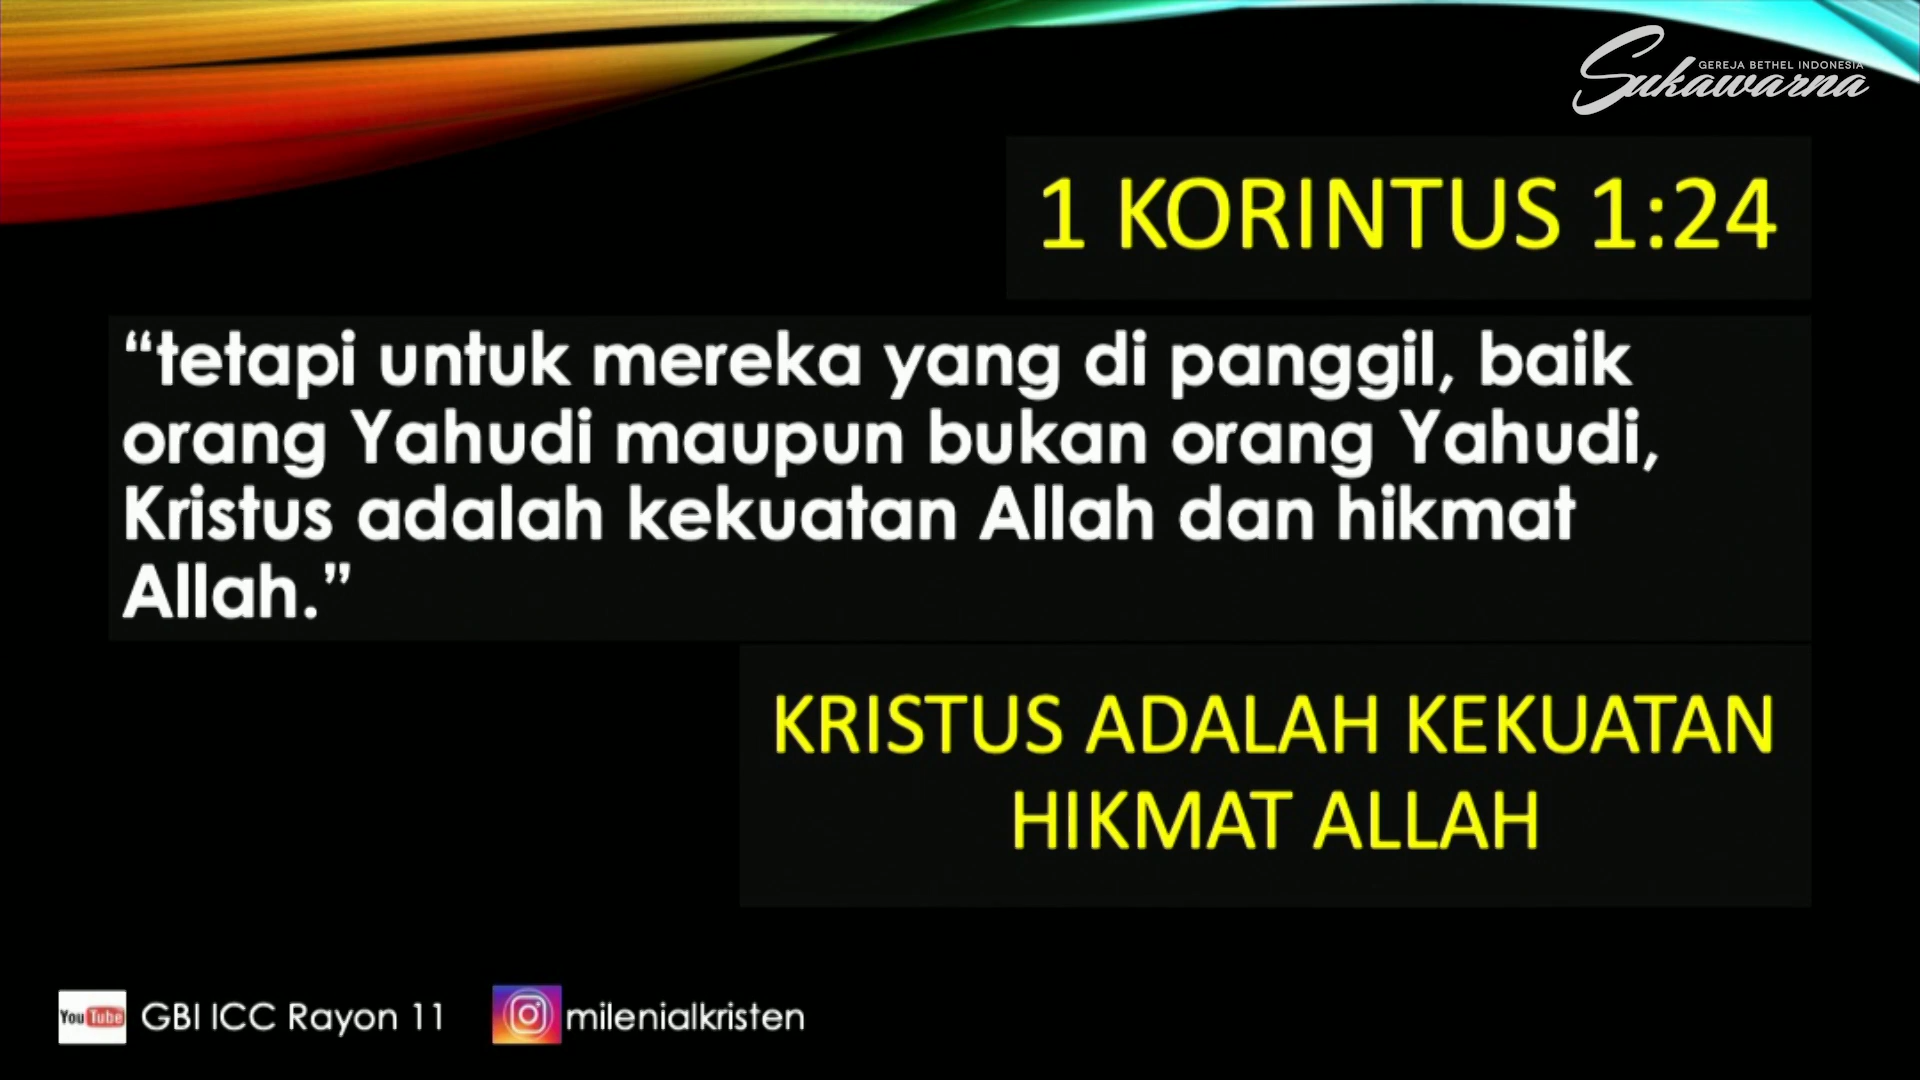 GEREJA BETHEL INDONESIA
Sukawarna
1 KORINTUS 1:24
“tetapi untuk mereka yang di panggil, baik
orang Yahudi maupun bukan orang Yahudi,
Kristus adalah kekuatan Allah dan hikmat
Allah.”
KRISTUS ADALAH KEKUATAN
HIKMAT ALLAH
You Tube GBI ICC Rayon 11 milenialkristen